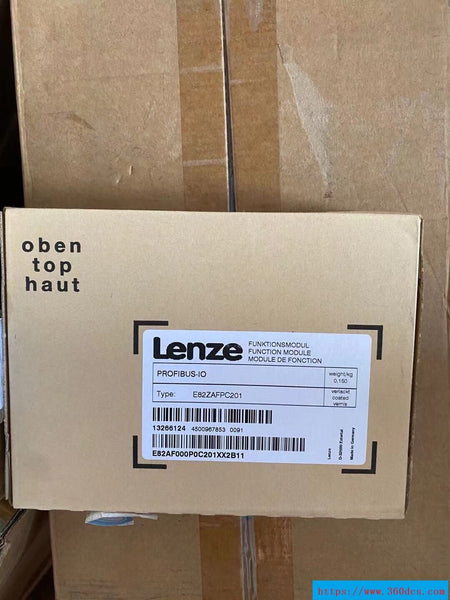 oben
top
haut
Lenze
FUNKTIONSMODUL
FUNCTION MODULE
MODULE DE FONCTION
PROFIBUS-IO
weight/kg
0.150
Type: E82ZAFPC201
verlackt
coated
vernis
13266124 4500967853 0091
E82AF000P0C201XX2B11
Lenze
Made in Germany
https://www.360dcs.com